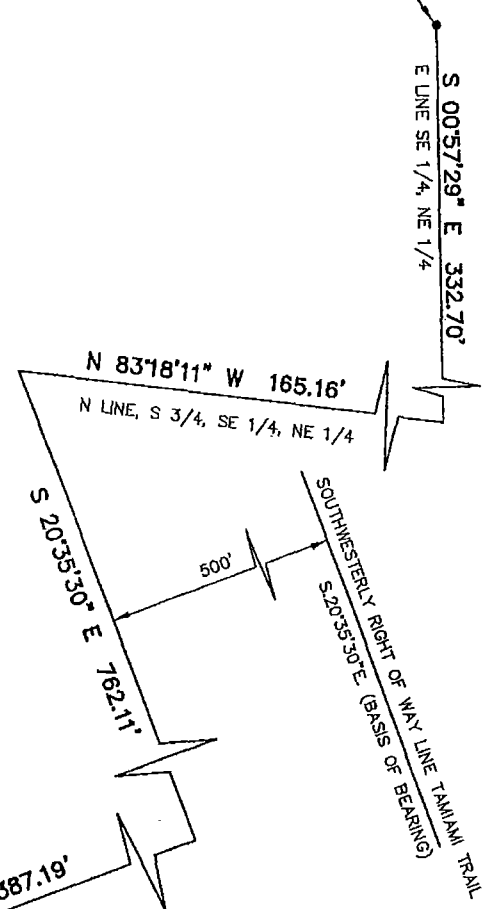 S 00°57'29" E 332.70'
E LINE SE 1/4, NE 1/4
N 83°18'11" W 165.16'
N LINE, S 3/4, SE 1/4, NE 1/4
SOUTHWESTERLY RIGHT OF WAY LINE TAMIAMI TRAIL
S.20°35'30"E. (BASIS OF BEARING)
500'
S 20°35'30" E 762.11'
387.19'